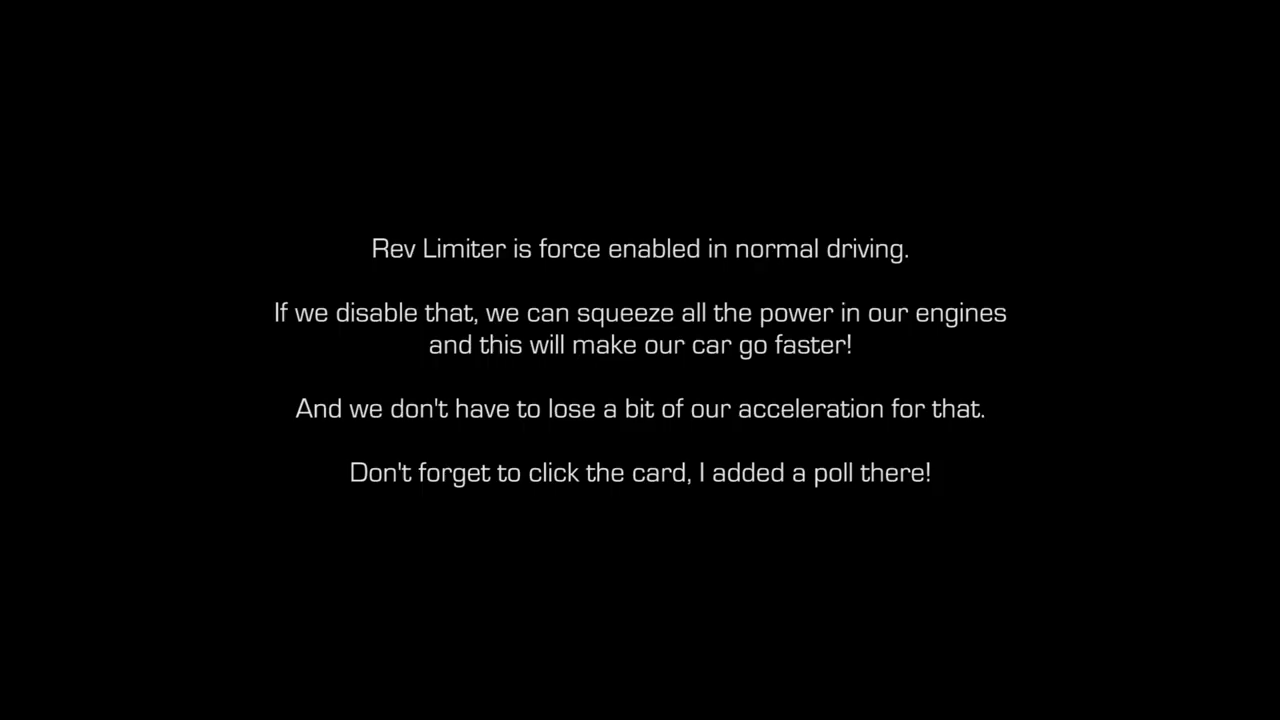 Rev Limiter is force enabled in normal driving.
If we disable that, we can squeeze all the power in our engines
and this will make our car go faster!
And we don't have to lose a bit of our acceleration for that.
Don't forget to click the card, I added a poll there!